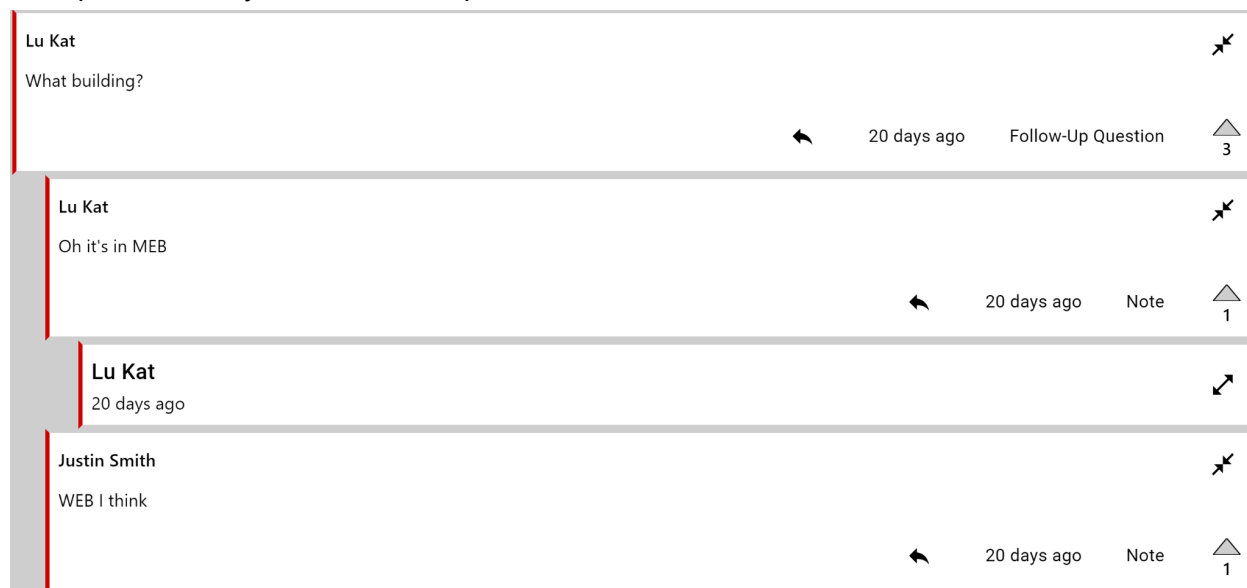 Lu Kat
What building?
20 days ago Follow-Up Question
3
Lu Kat
Oh it's in MEB
20 days ago Note
1
Lu Kat
20 days ago
Justin Smith
WEB I think
20 days ago Note
1